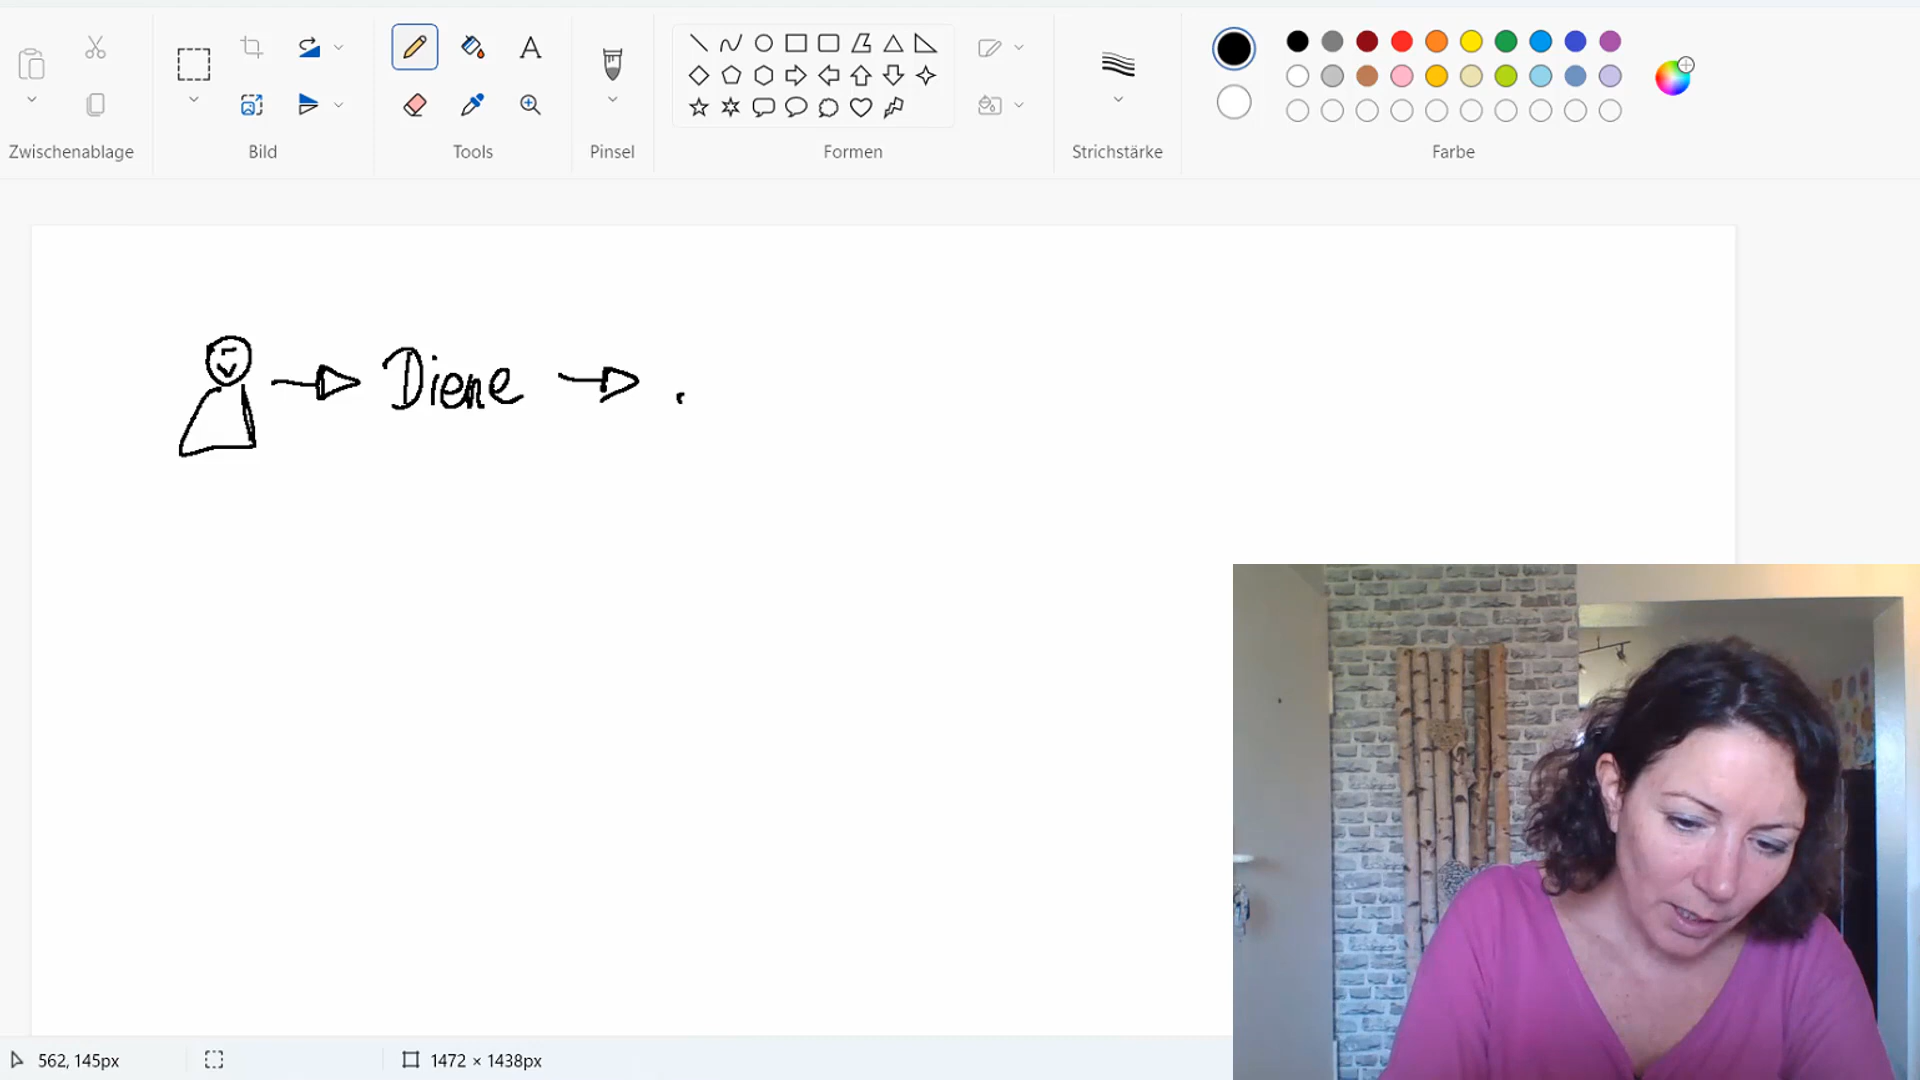 Zwischenablage Bild Tools Pinsel Formen Strichstärke Farbe
Diene
562, 145px 1472 × 1438px